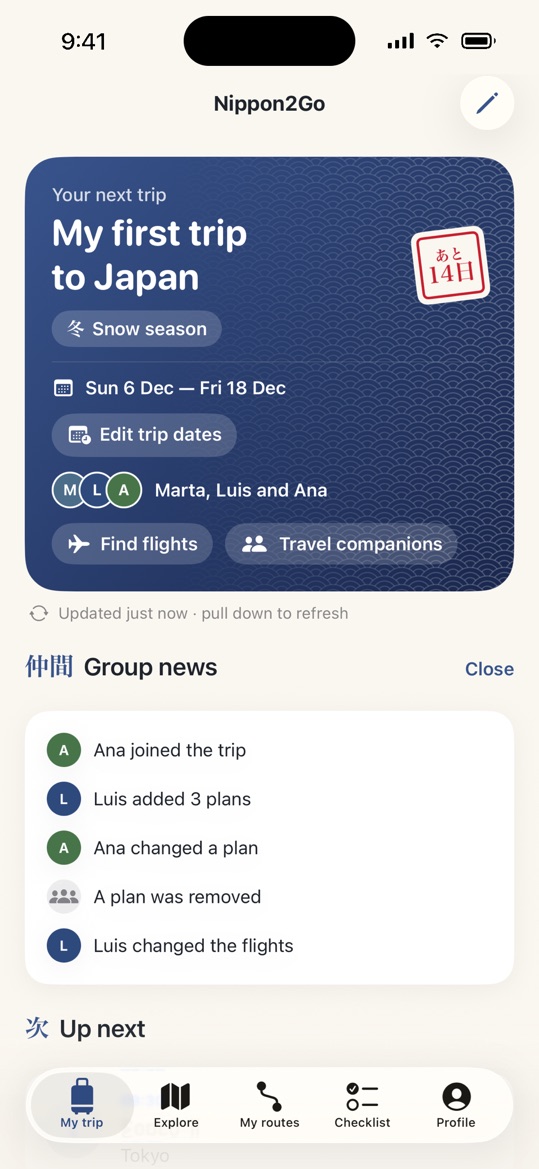 9:41
Nippon2Go
Your next trip
My first trip
to Japan
あと
14日
冬 Snow season
Sun 6 Dec — Fri 18 Dec
Edit trip dates
M L A Marta, Luis and Ana
Find flights
Travel companions
Updated just now · pull down to refresh
仲間 Group news
Close
A Ana joined the trip
L Luis added 3 plans
A Ana changed a plan
A plan was removed
L Luis changed the flights
次 Up next
My trip
Explore
My routes
Checklist
Profile
Tokyo